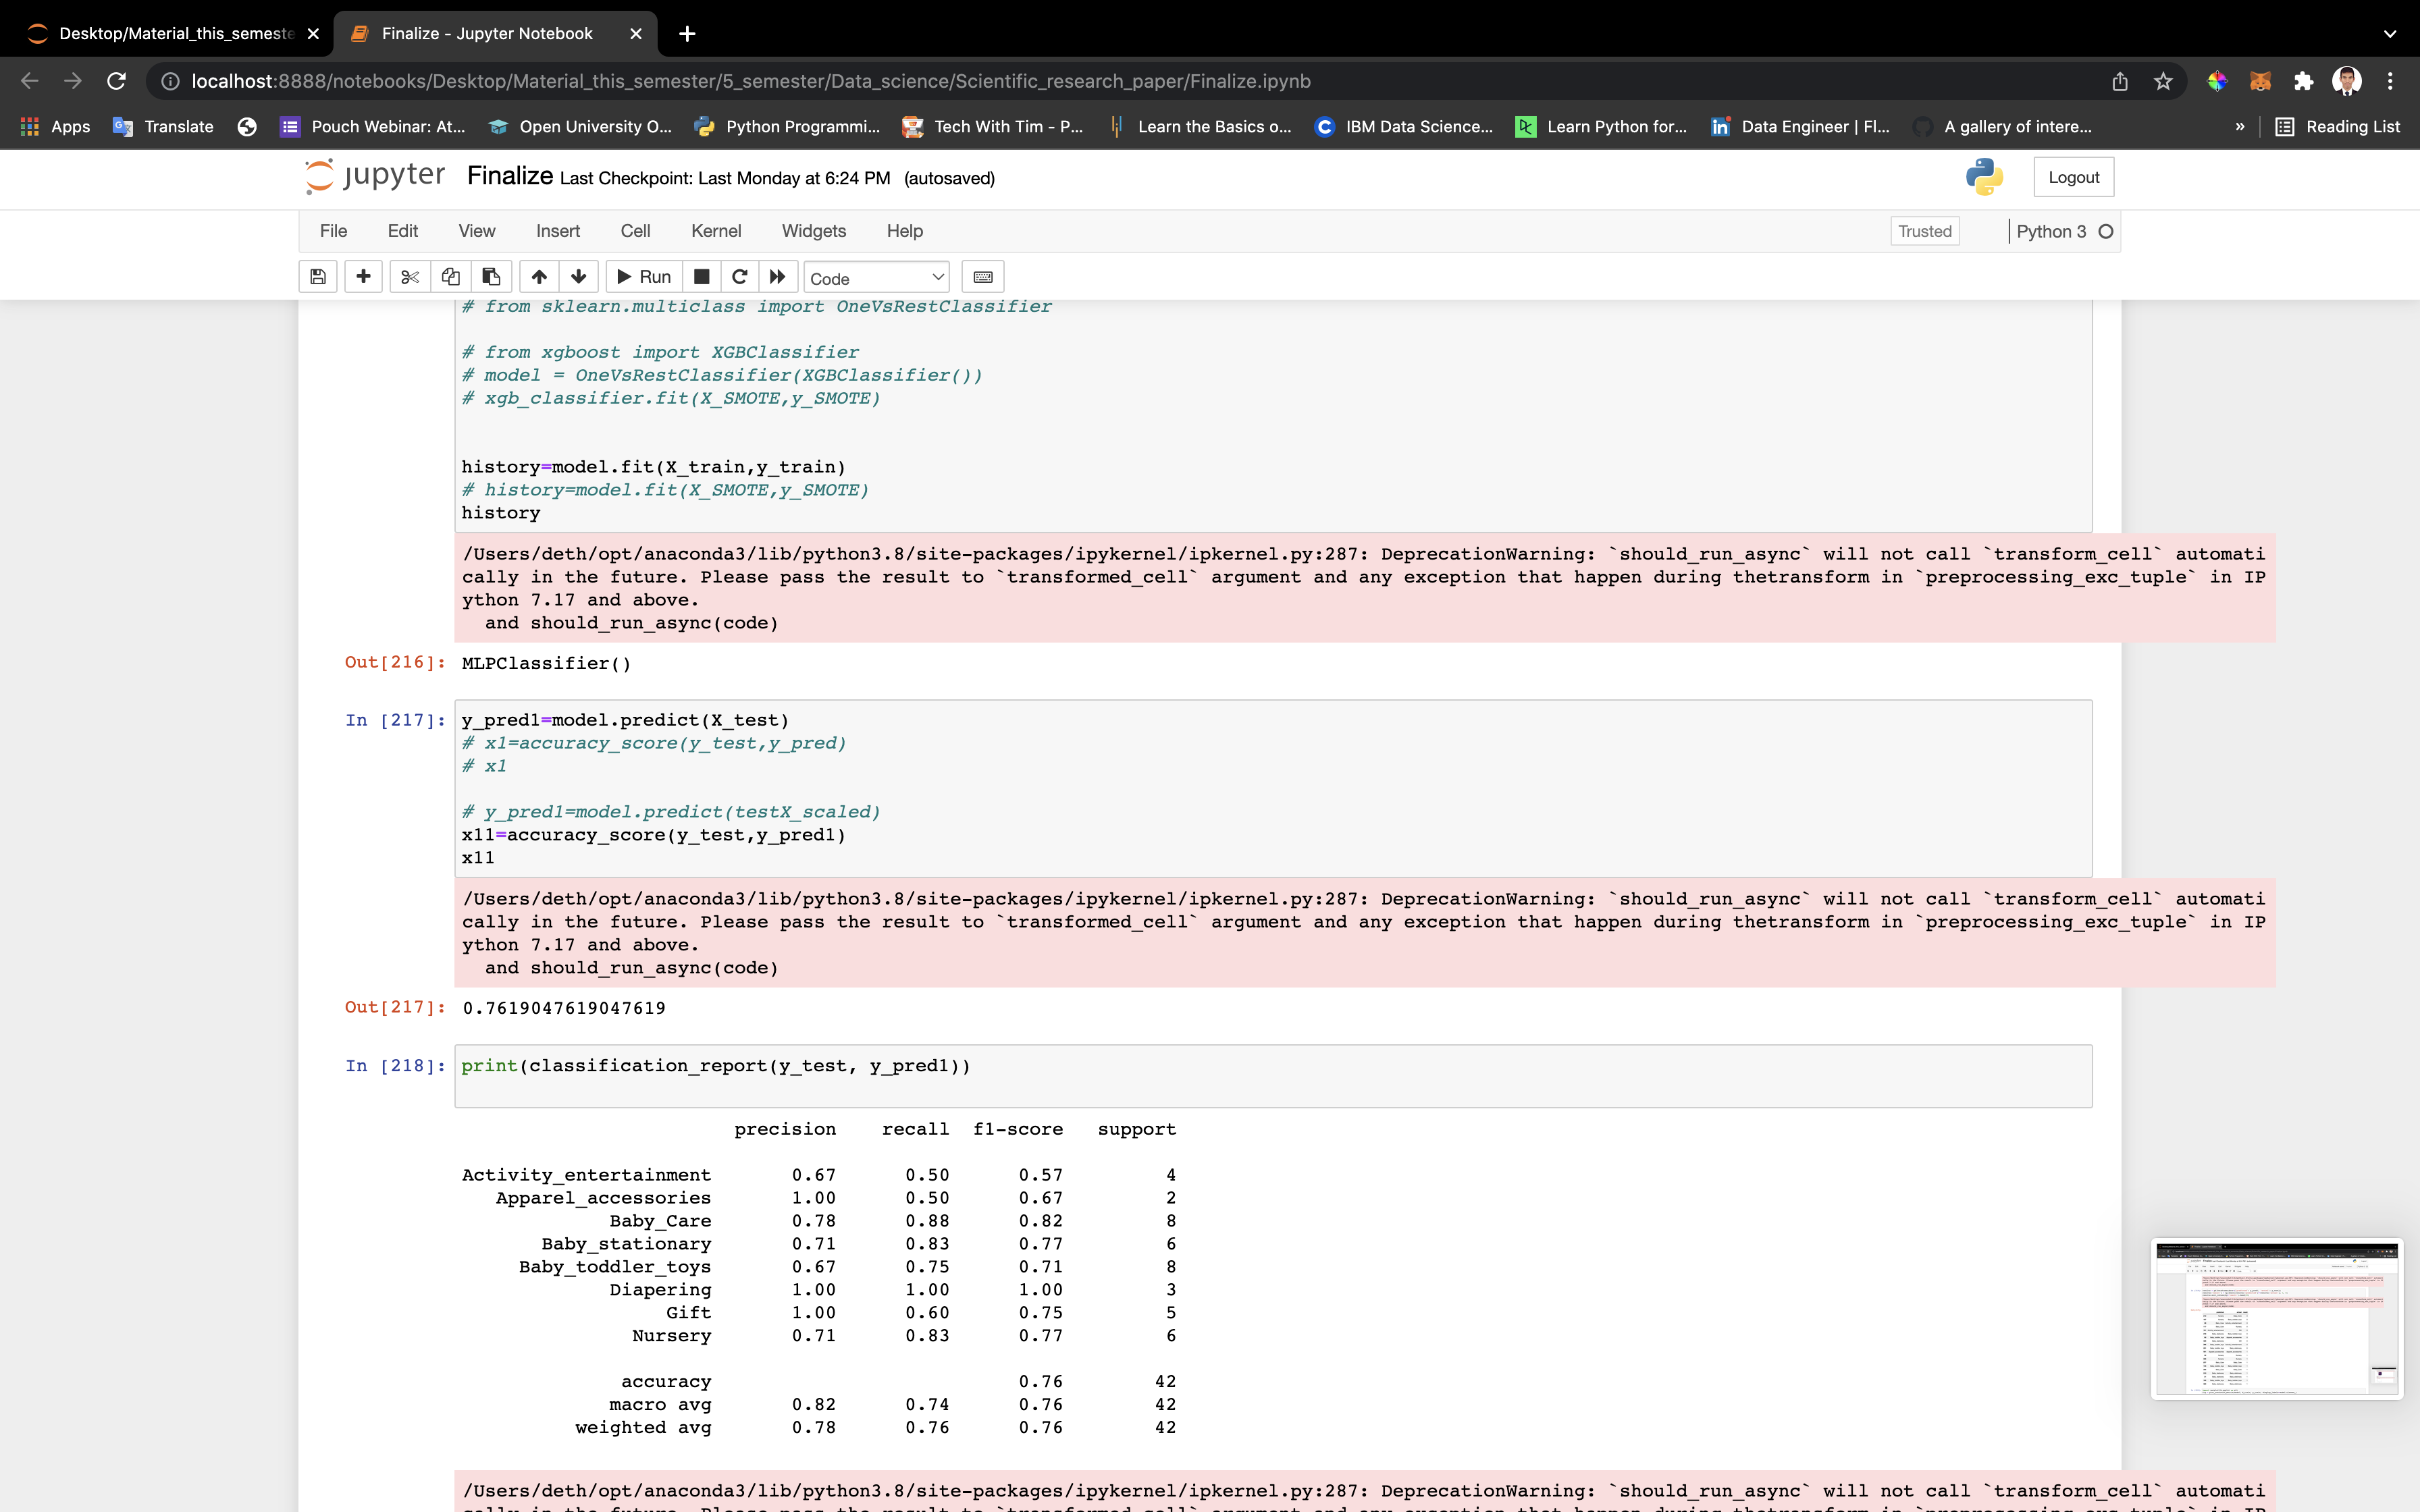 Desktop/Material_this_semeste
Finalize - Jupyter Notebook
localhost:8888/notebooks/Desktop/Material_this_semester/5_semester/Data_science/Scientific_research_paper/Finalize.ipynb
Apps Translate Pouch Webinar: At... Open University O... Python Programmi... Tech With Tim - P... Learn the Basics o... IBM Data Science... Learn Python for... Data Engineer | Fl... A gallery of intere... » Reading List
jupyter Finalize Last Checkpoint: Last Monday at 6:24 PM (autosaved) Logout
File Edit View Insert Cell Kernel Widgets Help Trusted Python 3
Run Code
# from sklearn.multiclass import OneVsRestClassifier
# from xgboost import XGBClassifier
# model = OneVsRestClassifier(XGBClassifier())
# xgb_classifier.fit(X_SMOTE,y_SMOTE)
history=model.fit(X_train,y_train)
# history=model.fit(X_SMOTE,y_SMOTE)
history
/Users/deth/opt/anaconda3/lib/python3.8/site-packages/ipykernel/ipkernel.py:287: DeprecationWarning: `should_run_async` will not call `transform_cell` automati
cally in the future. Please pass the result to `transformed_cell` argument and any exception that happen during thetransform in `preprocessing_exc_tuple` in IP
ython 7.17 and above.
and should_run_async(code)
Out[216]: MLPClassifier()
In [217]: y_pred1=model.predict(X_test)
# x1=accuracy_score(y_test,y_pred)
# x1
# y_pred1=model.predict(testX_scaled)
x11=accuracy_score(y_test,y_pred1)
x11
/Users/deth/opt/anaconda3/lib/python3.8/site-packages/ipykernel/ipkernel.py:287: DeprecationWarning: `should_run_async` will not call `transform_cell` automati
cally in the future. Please pass the result to `transformed_cell` argument and any exception that happen during thetransform in `preprocessing_exc_tuple` in IP
ython 7.17 and above.
and should_run_async(code)
Out[217]: 0.7619047619047619
In [218]: print(classification_report(y_test, y_pred1))
precision recall f1-score support
Activity_entertainment 0.67 0.50 0.57 4
Apparel_accessories 1.00 0.50 0.67 2
Baby_Care 0.78 0.88 0.82 8
Baby_stationary 0.71 0.83 0.77 6
Baby_toddler_toys 0.67 0.75 0.71 8
Diapering 1.00 1.00 1.00 3
Gift 1.00 0.60 0.75 5
Nursery 0.71 0.83 0.77 6
accuracy 0.76 42
macro avg 0.82 0.74 0.76 42
weighted avg 0.78 0.76 0.76 42
/Users/deth/opt/anaconda3/lib/python3.8/site-packages/ipykernel/ipkernel.py:287: DeprecationWarning: `should_run_async` will not call `transform_cell` automati